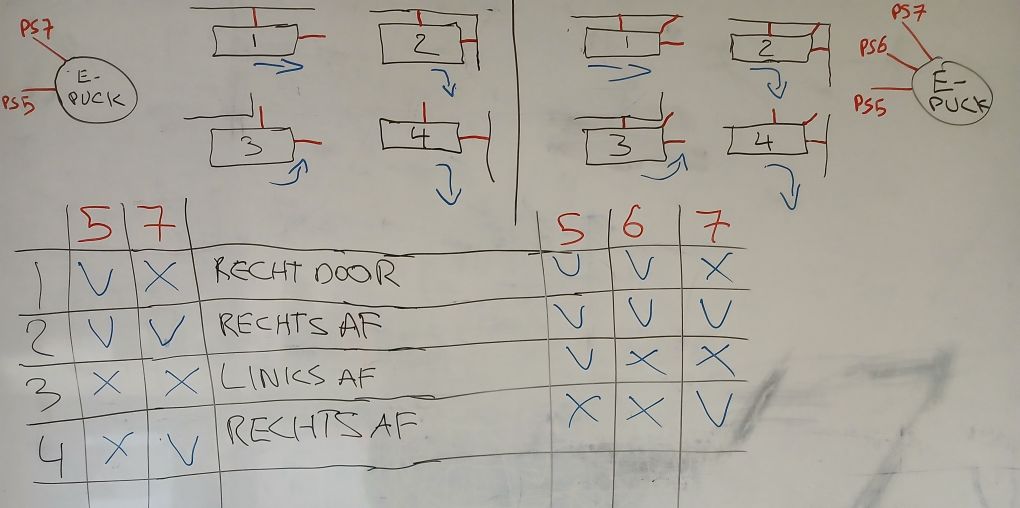 PS7
E-
PUCK
PS5
1
2
3
4
1
2
3
4
PS7
PS6
PS5
E-
PUCK
5 7 5 6 7
1 V X RECHT DOOR V V X
2 V V RECHTS AF V V V
3 X X LINKS AF V X X
4 X V RECHTS AF X X V